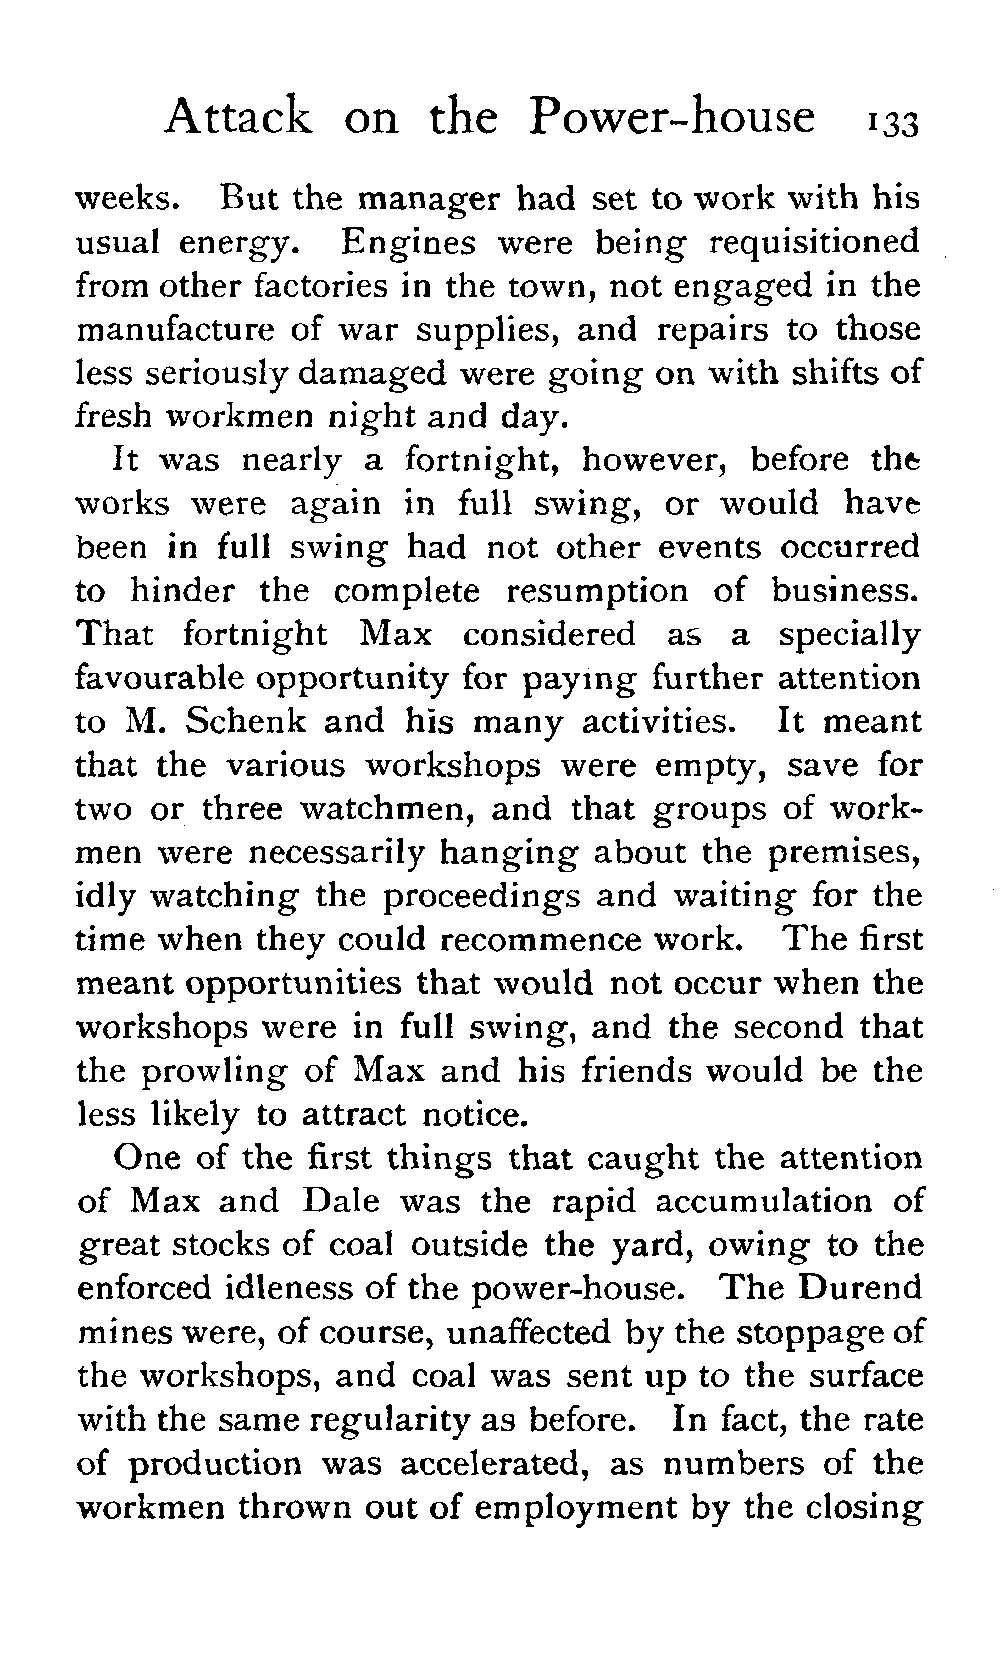 Attack on the Power-house 133
weeks. But the manager had set to work with his
usual energy. Engines were being requisitioned
from other factories in the town, not engaged in the
manufacture of war supplies, and repairs to those
less seriously damaged were going on with shifts of
fresh workmen night and day.
It was nearly a fortnight, however, before the
works were again in full swing, or would have
been in full swing had not other events occurred
to hinder the complete resumption of business.
That fortnight Max considered as a specially
favourable opportunity for paying further attention
to M. Schenk and his many activities. It meant
that the various workshops were empty, save for
two or three watchmen, and that groups of work-
men were necessarily hanging about the premises,
idly watching the proceedings and waiting for the
time when they could recommence work. The first
meant opportunities that would not occur when the
workshops were in full swing, and the second that
the prowling of Max and his friends would be the
less likely to attract notice.
One of the first things that caught the attention
of Max and Dale was the rapid accumulation of
great stocks of coal outside the yard, owing to the
enforced idleness of the power-house. The Durend
mines were, of course, unaffected by the stoppage of
the workshops, and coal was sent up to the surface
with the same regularity as before. In fact, the rate
of production was accelerated, as numbers of the
workmen thrown out of employment by the closing